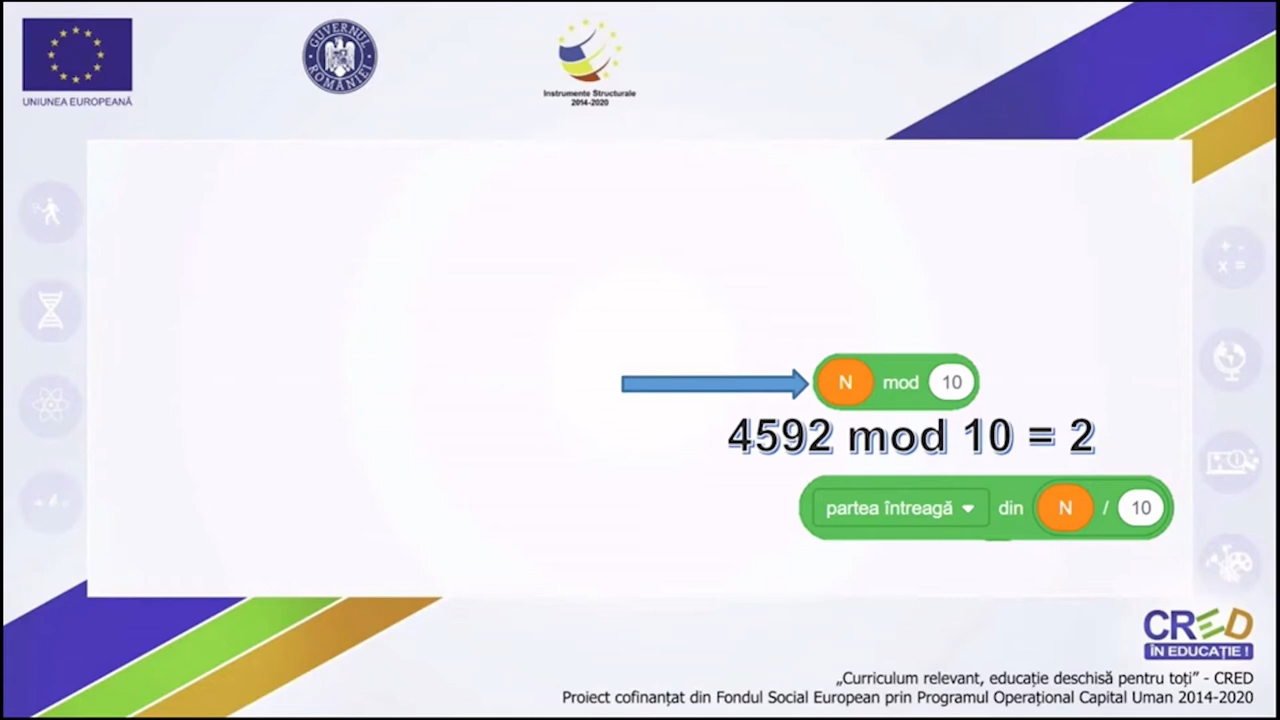 UNIUNEA EUROPEANĂ
GUVERNUL
ROMÂNIEI
Instrumente Structurale
2014-2020
N mod 10
4592 mod 10 = 2
partea întreagă din N / 10
CRED
ÎN EDUCAȚIE !
„Curriculum relevant, educație deschisă pentru toți” - CRED
Proiect cofinanțat din Fondul Social European prin Programul Operațional Capital Uman 2014-2020